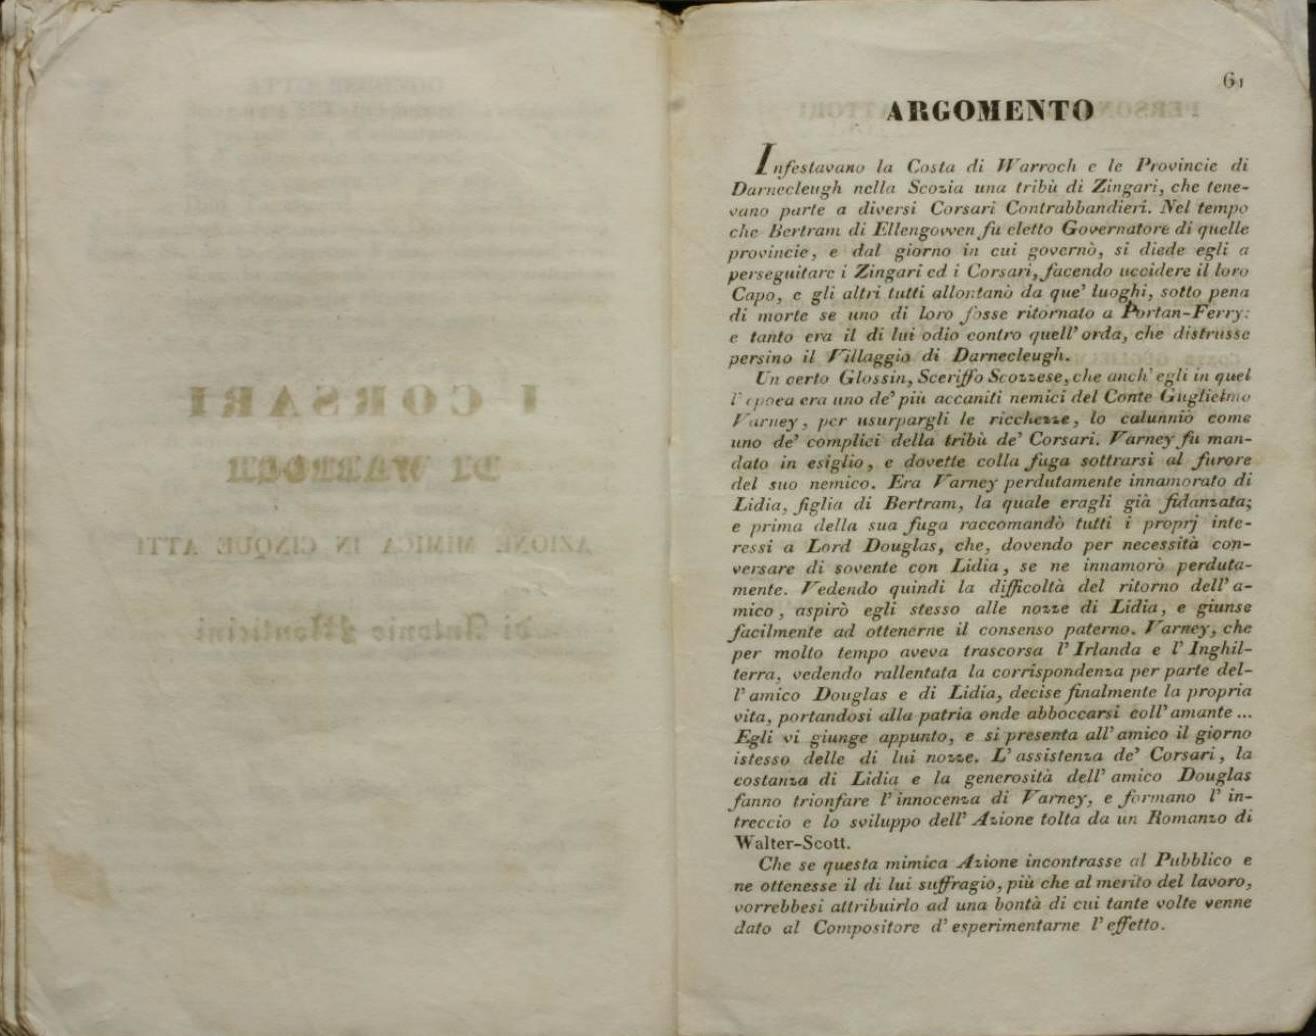 61
ARGOMENTO
Infestavano la Costa di Warroch e le Provincie di
Darnecleugh nella Scozia una tribù di Zingari, che tene-
vano parte a diversi Corsari Contrabbandieri. Nel tempo
che Bertram di Ellengowen fu eletto Governatore di quelle
provincie, e dal giorno in cui governò, si diede egli a
perseguitare i Zingari ed i Corsari, facendo uccidere il loro
Capo, e gli altri tutti allontanò da que' luoghi, sotto pena
di morte se uno di loro fosse ritornato a Portan-Ferry:
e tanto era il di lui odio contro quell' orda, che distrusse
persino il Villaggio di Darnecleugh.
Un certo Glossin, Sceriffo Scozzese, che anch' egli in quel
l' epoca era uno de' più accaniti nemici del Conte Guglielmo
Varney, per usurpargli le ricchezze, lo calunniò come
uno de' complici della tribù de' Corsari. Varney fu man-
dato in esiglio, e dovette colla fuga sottrarsi al furore
del suo nemico. Era Varney perdutamente innamorato di
Lidia, figlia di Bertram, la quale eragli già fidanzata;
e prima della sua fuga raccomandò tutti i proprj inte-
ressi a Lord Douglas, che, dovendo per necessità con-
versare di sovente con Lidia, se ne innamorò perduta-
mente. Vedendo quindi la difficoltà del ritorno dell' a-
mico, aspirò egli stesso alle nozze di Lidia, e giunse
facilmente ad ottenerne il consenso paterno. Varney, che
per molto tempo aveva trascorsa l' Irlanda e l' Inghil-
terra, vedendo rallentata la corrispondenza per parte del-
l' amico Douglas e di Lidia, decise finalmente la propria
vita, portandosi alla patria onde abboccarsi coll' amante ...
Egli vi giunge appunto, e si presenta all' amico il giorno
istesso delle di lui nozze. L' assistenza de' Corsari, la
costanza di Lidia e la generosità dell' amico Douglas
fanno trionfare l' innocenza di Varney, e formano l' in-
treccio e lo sviluppo dell' Azione tolta da un Romanzo di
Walter-Scott.
Che se questa mimica Azione incontrasse al Pubblico e
ne ottenesse il di lui suffragio, più che al merito del lavoro,
vorrebbesi attribuirlo ad una bontà di cui tante volte venne
dato al Compositore d' esperimentarne l' effetto.